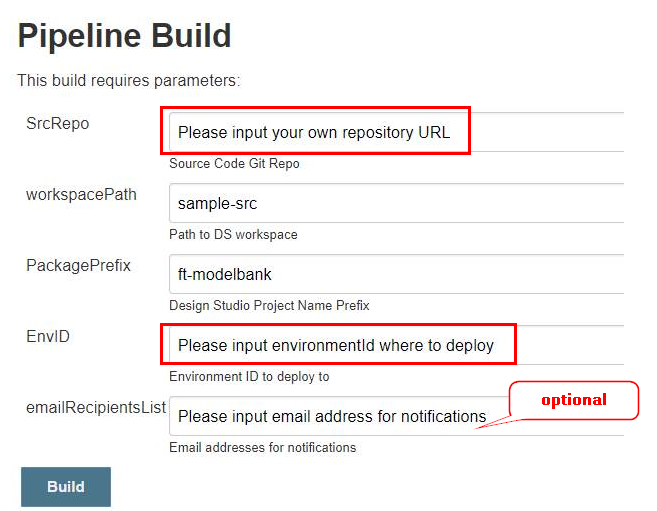 Pipeline Build
This build requires parameters:
SrcRepo
Please input your own repository URL
Source Code Git Repo
workspacePath
sample-src
Path to DS workspace
PackagePrefix
ft-modelbank
Design Studio Project Name Prefix
EnvID
Please input environmentId where to deploy
Environment ID to deploy to
emailRecipientsList
Please input email address for notifications
optional
Email addresses for notifications
Build